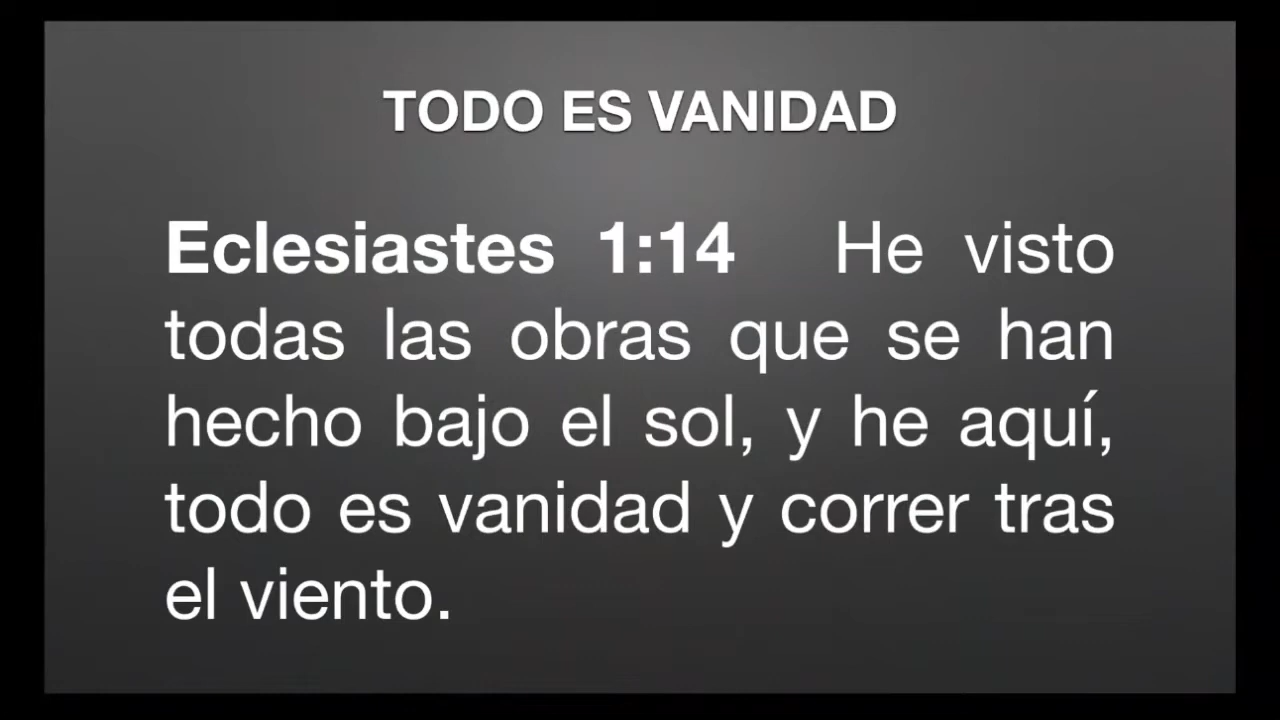 TODO ES VANIDAD
Eclesiastes 1:14 He visto
todas las obras que se han
hecho bajo el sol, y he aquí,
todo es vanidad y correr tras
el viento.